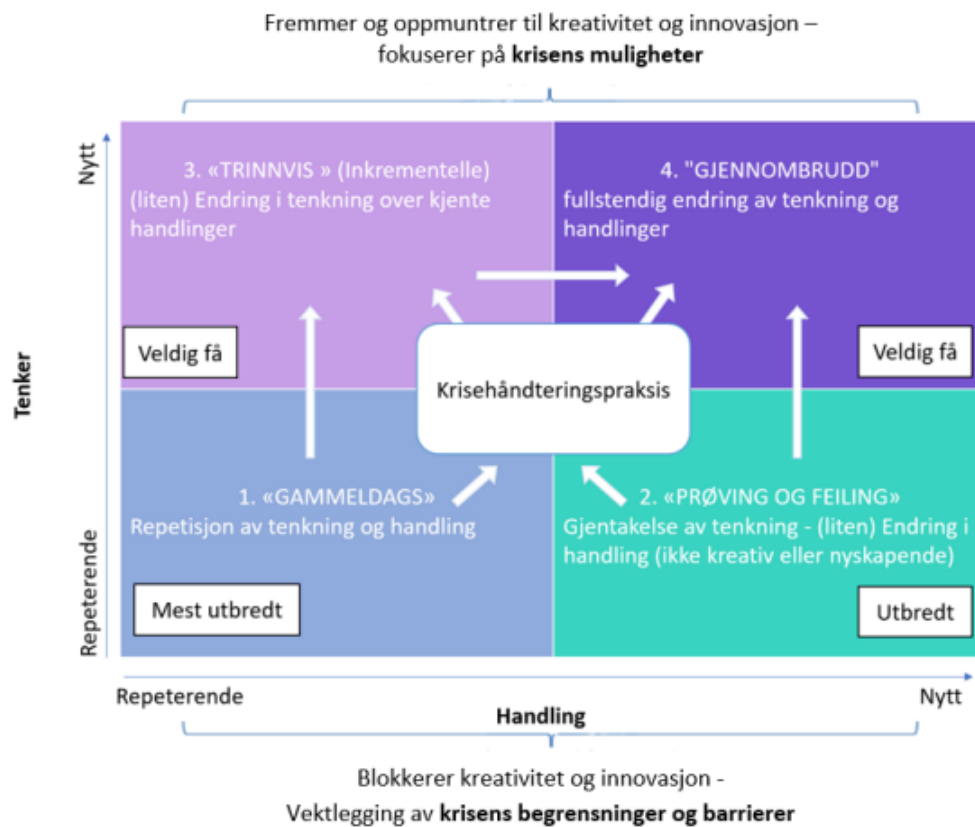 Fremmer og oppmuntrer til kreativitet og innovasjon –
fokuserer på krisens muligheter
Nytt
3. «TRINNVIS » (Inkrementelle)
(liten) Endring i tenkning over kjente
handlinger
4. "GJENNOMBRUDD"
fullstendig endring av tenkning og
handlinger
Veldig få
Veldig få
Tenker
Krisehåndteringspraksis
Repeterende
1. «GAMMELDAGS»
Repetisjon av tenkning og handling
2. «PRØVING OG FEILING»
Gjentakelse av tenkning - (liten) Endring i
handling (ikke kreativ eller nyskapende)
Mest utbredt
Utbredt
Repeterende
Handling
Nytt
Blokkerer kreativitet og innovasjon -
Vektlegging av krisens begrensninger og barrierer